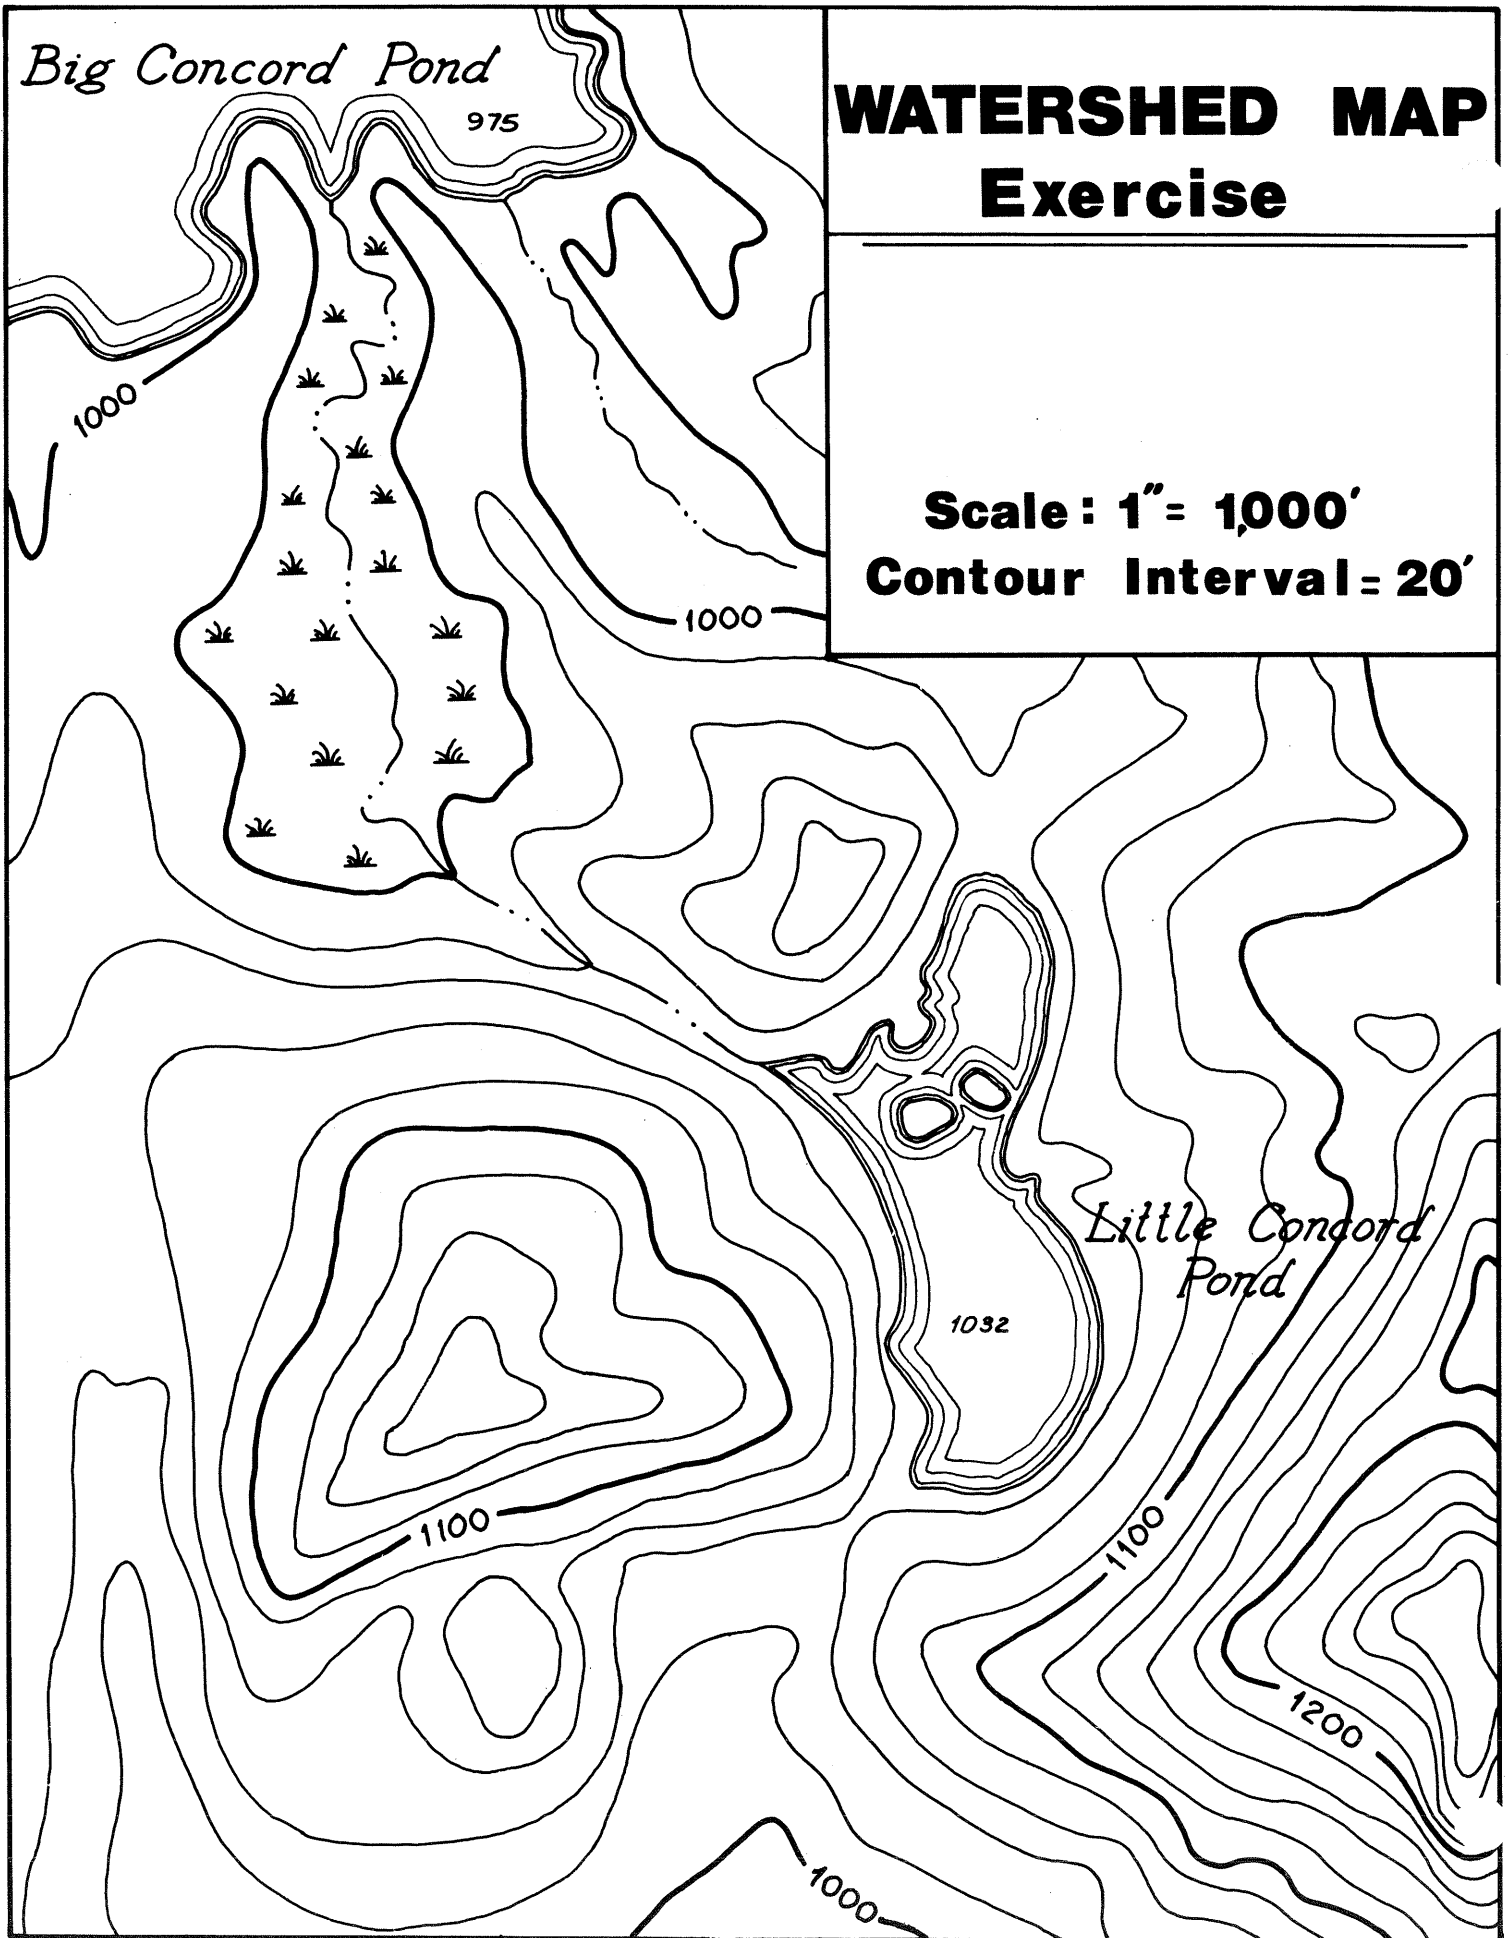 Big Concord Pond
975
WATERSHED MAP
Exercise
1000
Scale: 1"= 1,000'
Contour Interval= 20'
1000
Little Concord
Pond
1032
1100
1100
1200
1000